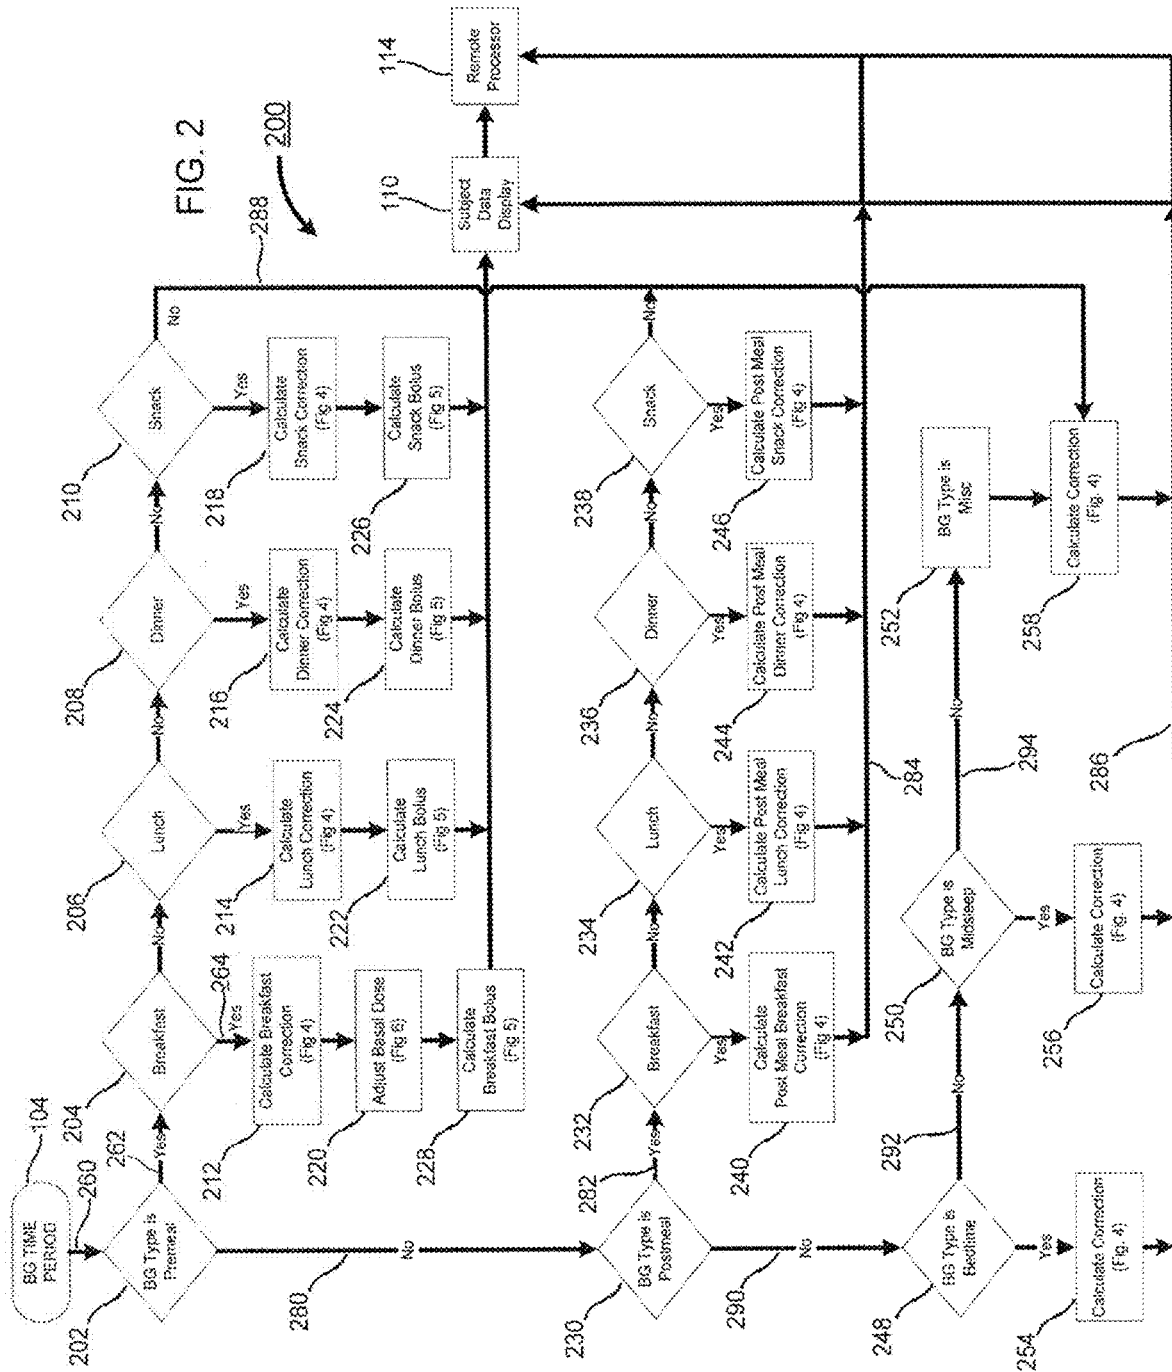 FIG. 2
200
104
BG TIME
PERIOD
260
202
BG Type is
Premeal
262
Yes
204
Breakfast
No
206
Lunch
No
208
Dinner
No
210
Snack
No
288
264
Yes
Yes
Yes
Yes
212
Calculate Breakfast
Correction
(Fig 4)
214
Calculate
Lunch Correction
(Fig 4)
216
Calculate
Dinner Correction
(Fig 4)
218
Calculate
Snack Correction
(Fig 4)
220
Adjust Basal Dose
(Fig 6)
222
Calculate
Lunch Bolus
(Fig 5)
224
Calculate
Dinner Bolus
(Fig 5)
226
Calculate
Snack Bolus
(Fig 5)
228
Calculate
Breakfast Bolus
(Fig 5)
110
Subject
Data
Display
114
Remote
Processor
280
No
230
BG Type is
Postmeal
282
Yes
232
Breakfast
No
234
Lunch
No
236
Dinner
No
238
Snack
No
Yes
Yes
Yes
Yes
240
Calculate
Post Meal Breakfast
Correction
(Fig 4)
242
Calculate Post Meal
Lunch Correction
(Fig 4)
244
Calculate Post Meal
Dinner Correction
(Fig 4)
246
Calculate Post Meal
Snack Correction
(Fig 4)
284
290
No
248
BG Type is
Bedtime
292
No
250
BG Type is
Midsleep
294
No
252
BG Type is
Misc
Yes
Yes
254
Calculate Correction
(Fig. 4)
256
Calculate Correction
(Fig. 4)
258
Calculate Correction
(Fig. 4)
286